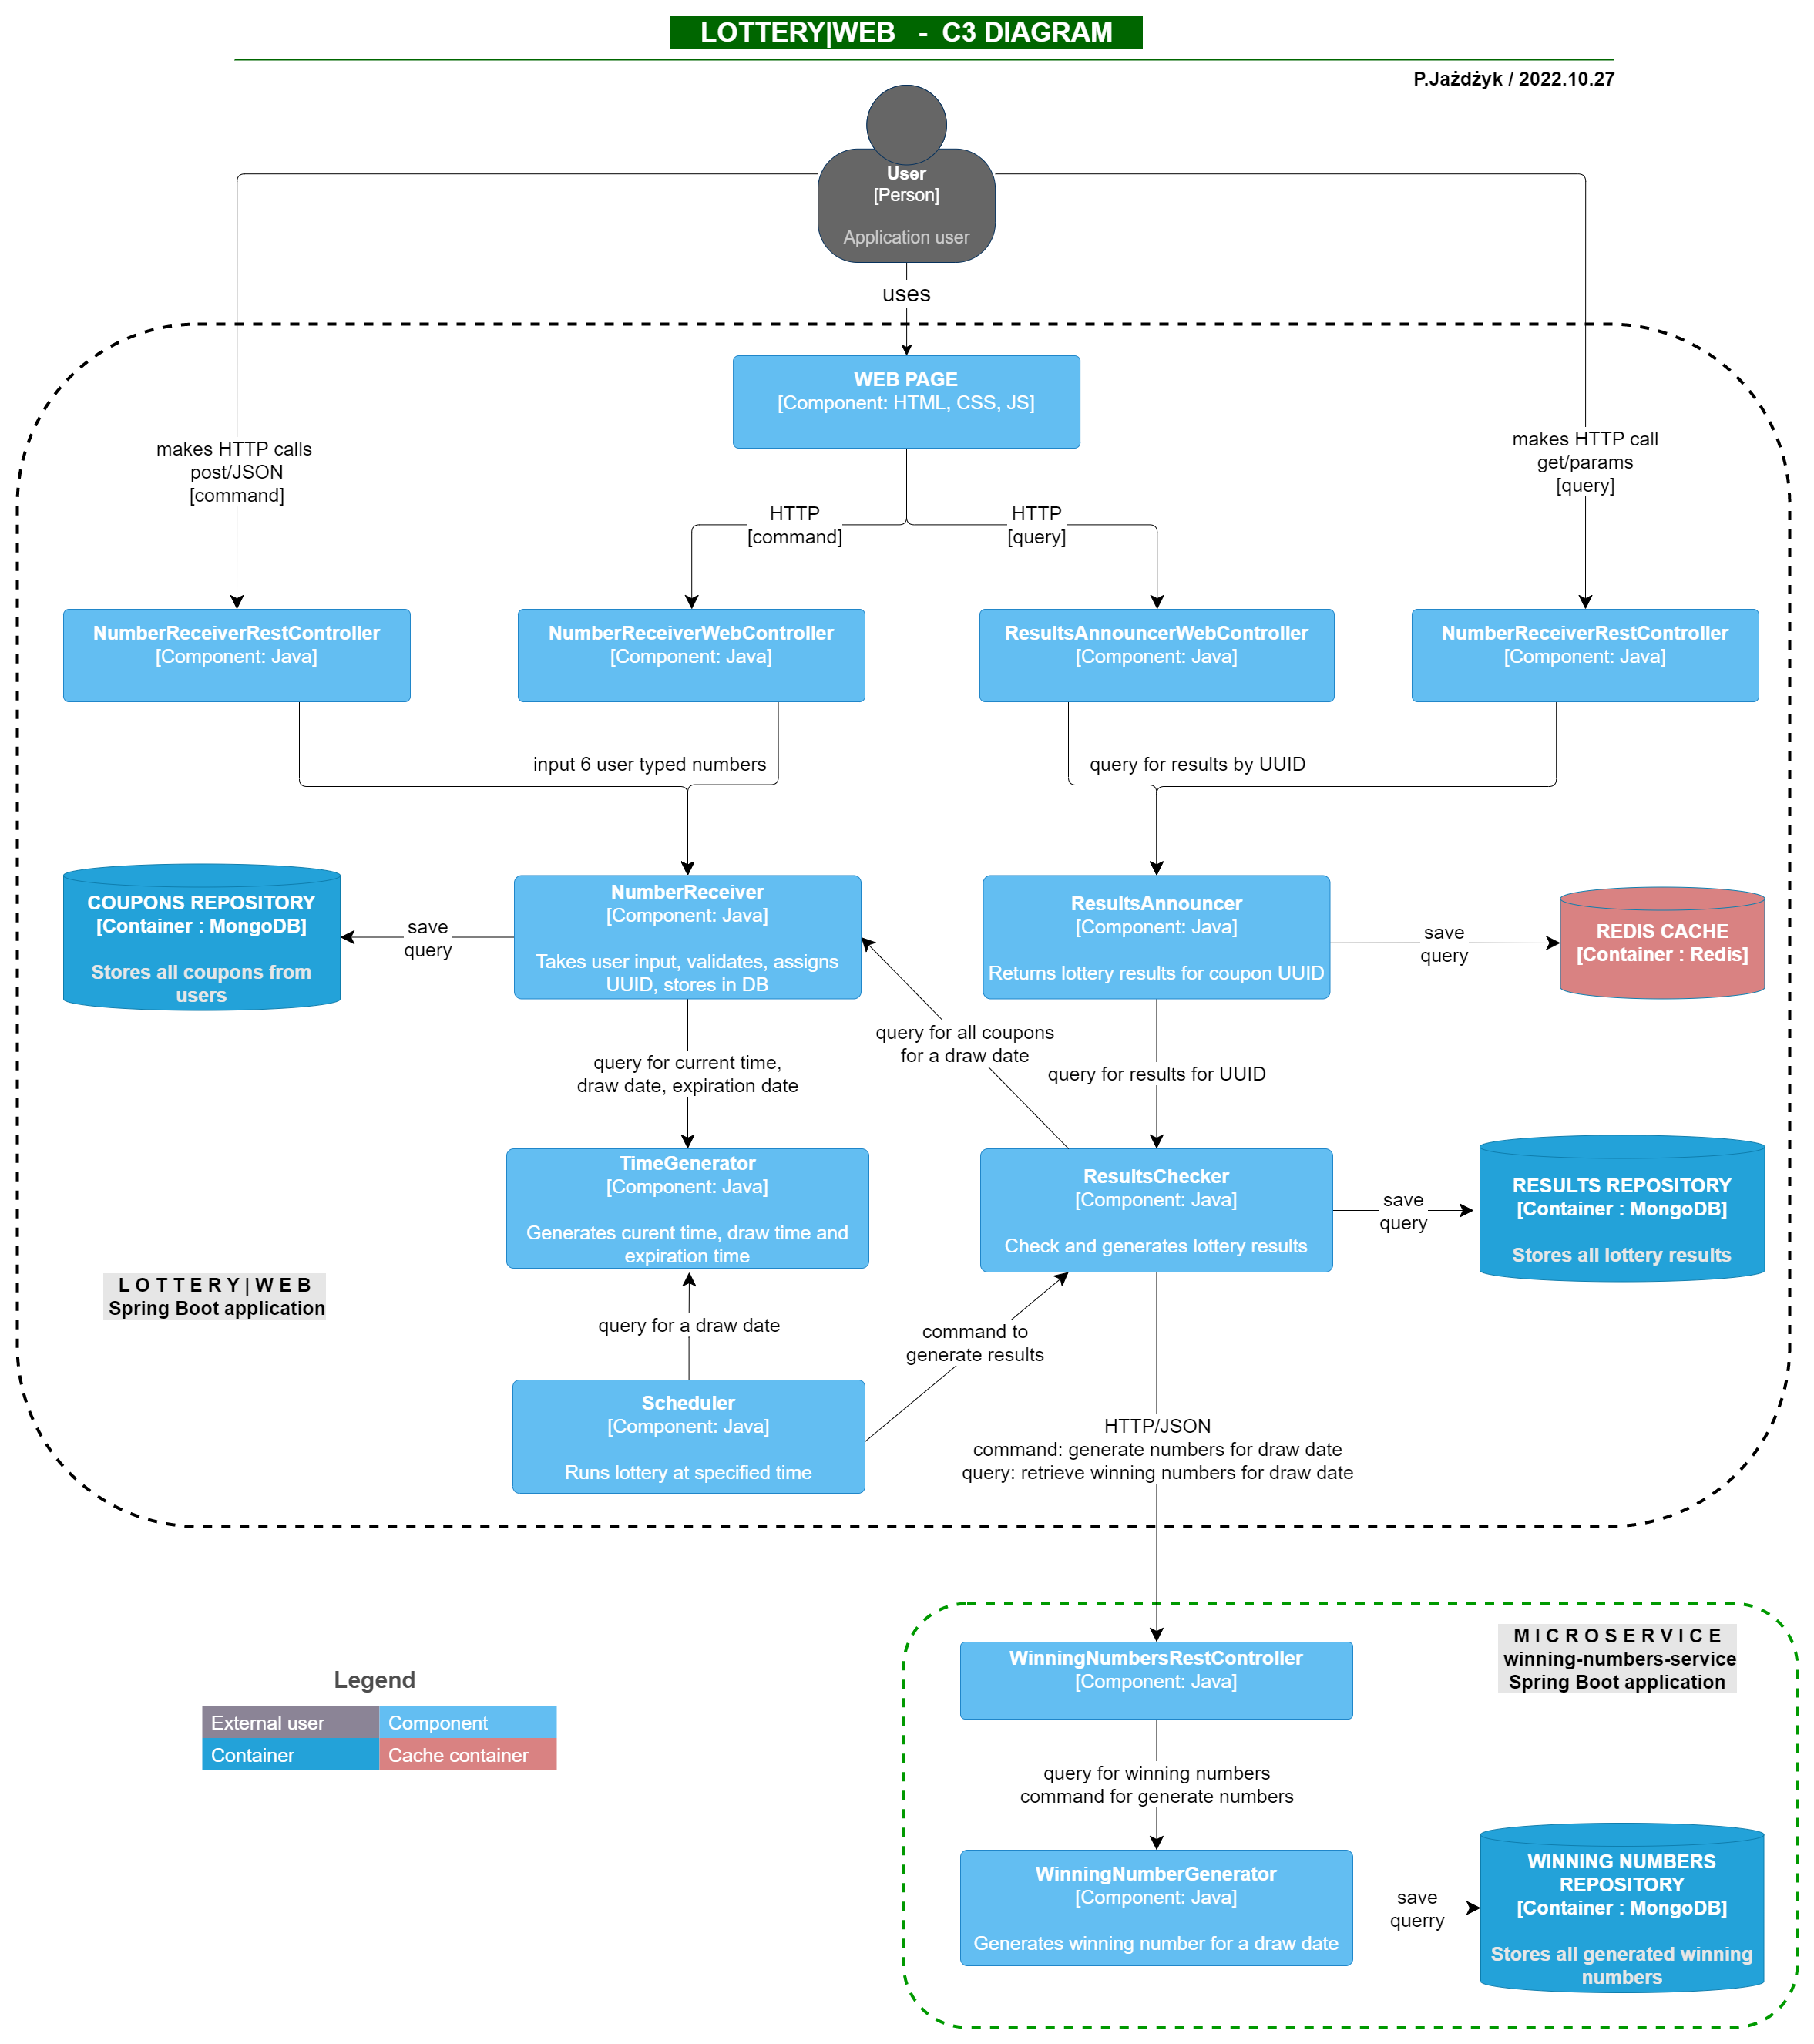 LOTTERY|WEB - C3 DIAGRAM
P.Jażdżyk / 2022.10.27
User
[Person]
Application user
uses
WEB PAGE
[Component: HTML, CSS, JS]
makes HTTP calls
post/JSON
[command]
makes HTTP call
get/params
[query]
HTTP
[command]
HTTP
[query]
NumberReceiverRestController
[Component: Java]
NumberReceiverWebController
[Component: Java]
ResultsAnnouncerWebController
[Component: Java]
NumberReceiverRestController
[Component: Java]
input 6 user typed numbers
query for results by UUID
COUPONS REPOSITORY
[Container : MongoDB]
Stores all coupons from
users
save
query
NumberReceiver
[Component: Java]
Takes user input, validates, assigns
UUID, stores in DB
ResultsAnnouncer
[Component: Java]
Returns lottery results for coupon UUID
save
query
REDIS CACHE
[Container : Redis]
query for all coupons
for a draw date
query for current time,
draw date, expiration date
query for results for UUID
TimeGenerator
[Component: Java]
Generates curent time, draw time and
expiration time
ResultsChecker
[Component: Java]
Check and generates lottery results
save
query
RESULTS REPOSITORY
[Container : MongoDB]
Stores all lottery results
L O T T E R Y | W E B
Spring Boot application
query for a draw date
command to
generate results
Scheduler
[Component: Java]
Runs lottery at specified time
HTTP/JSON
command: generate numbers for draw date
query: retrieve winning numbers for draw date
M I C R O S E R V I C E
winning-numbers-service
Spring Boot application
WinningNumbersRestController
[Component: Java]
Legend
External user
Component
Container
Cache container
query for winning numbers
command for generate numbers
WinningNumberGenerator
[Component: Java]
Generates winning number for a draw date
save
querry
WINNING NUMBERS
REPOSITORY
[Container : MongoDB]
Stores all generated winning
numbers